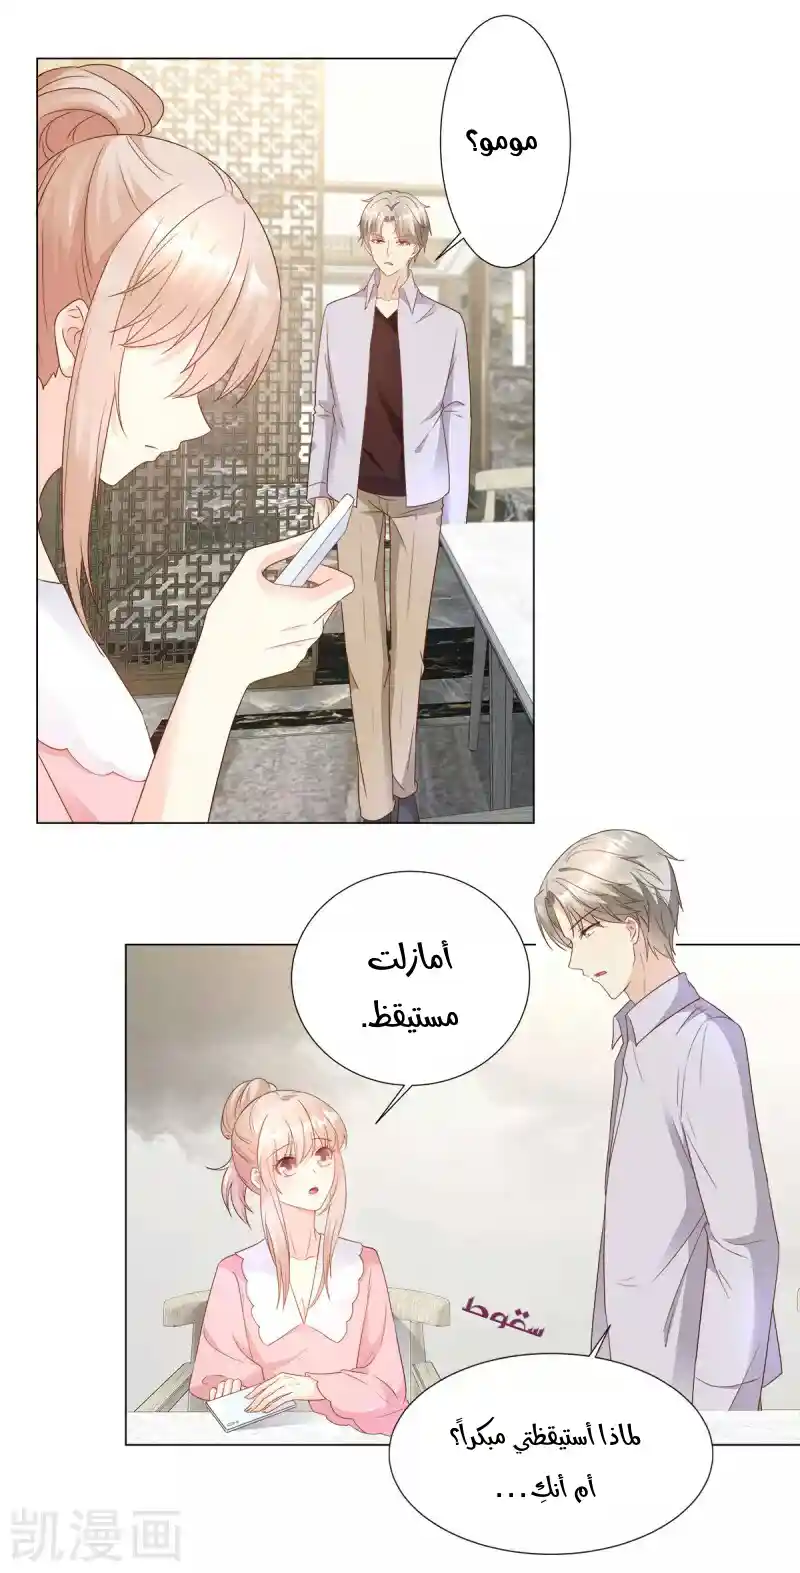 مومو؟
أمازلت
مستيقظ.
سقوط
لماذا أستيقظتي مبكراً؟
أم أنكِ...
凯漫画